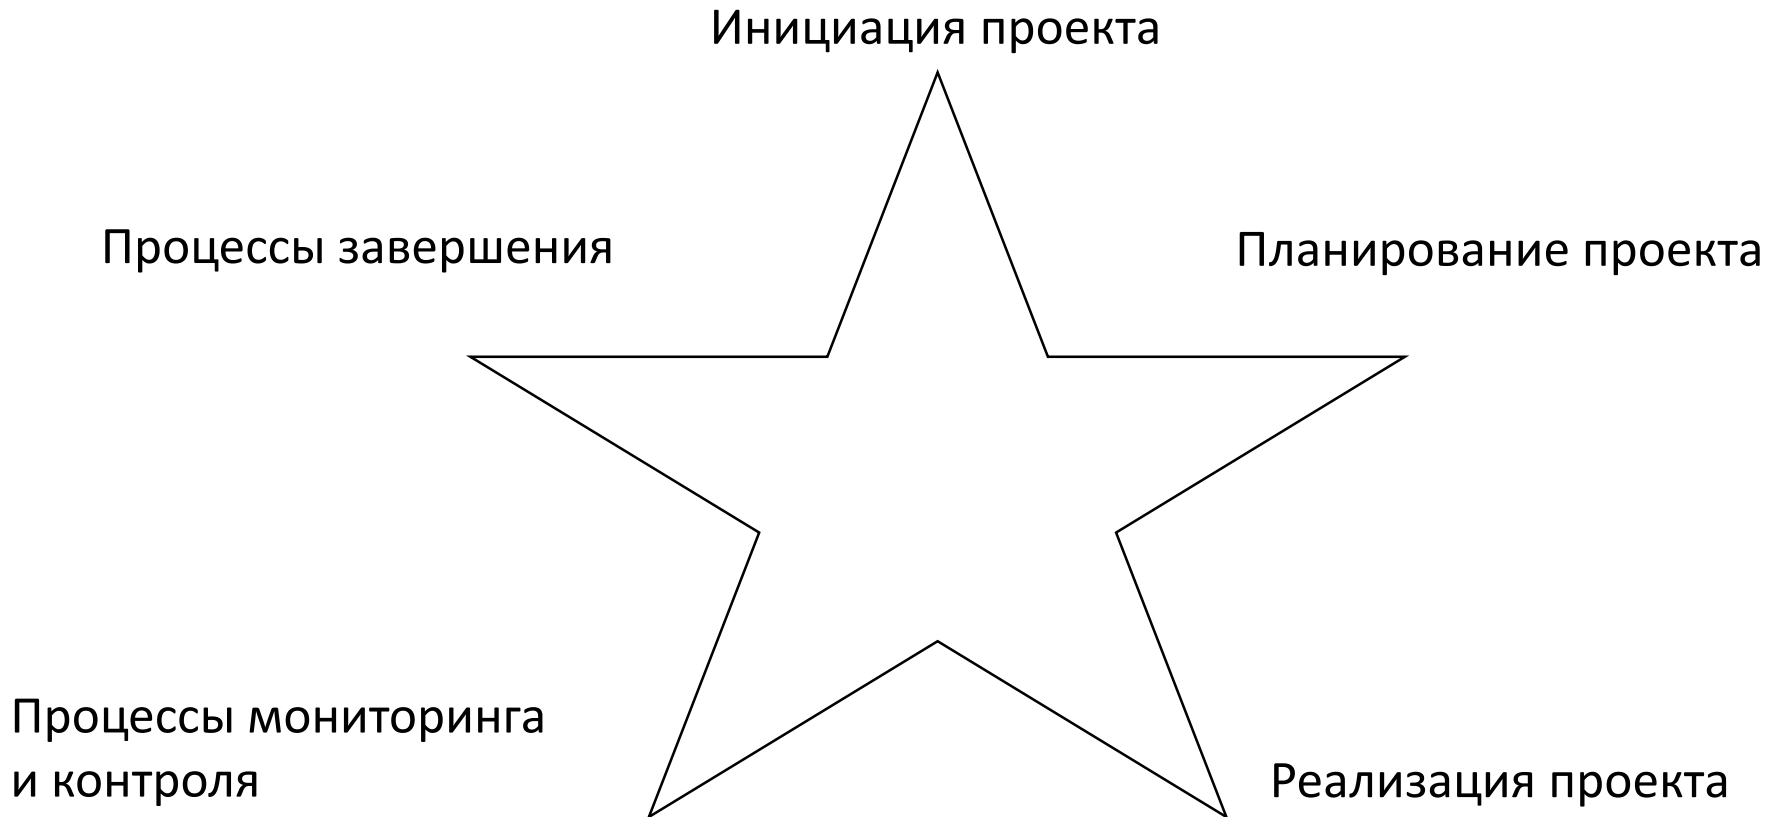 Инициация проекта
Процессы завершения
Планирование проекта
Процессы мониторинга
и контроля
Реализация проекта